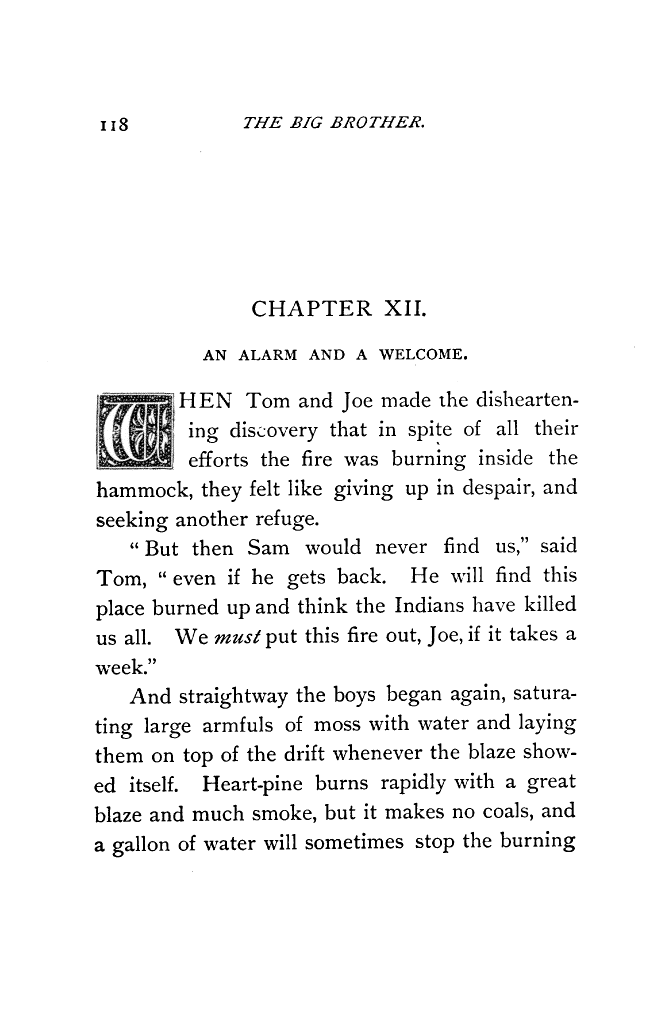 118 THE BIG BROTHER.
CHAPTER XII.
AN ALARM AND A WELCOME.
WHEN Tom and Joe made the dishearten-
ing discovery that in spite of all their
efforts the fire was burning inside the
hammock, they felt like giving up in despair, and
seeking another refuge.
“But then Sam would never find us,” said
Tom, “even if he gets back. He will find this
place burned up and think the Indians have killed
us all. We must put this fire out, Joe, if it takes a
week.”
And straightway the boys began again, satura-
ting large armfuls of moss with water and laying
them on top of the drift whenever the blaze show-
ed itself. Heart-pine burns rapidly with a great
blaze and much smoke, but it makes no coals, and
a gallon of water will sometimes stop the burning